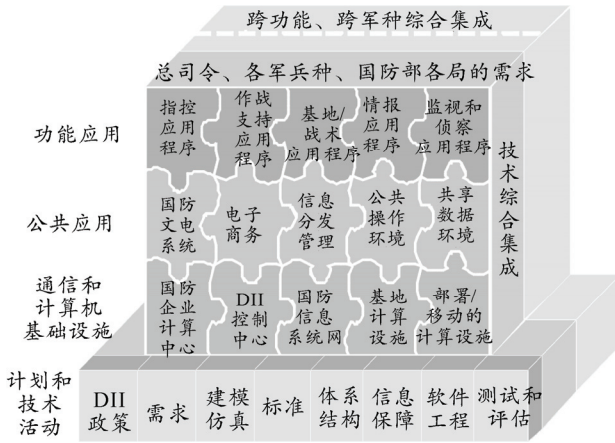 跨功能、跨军种综合集成
总司令、各军兵种、国防部各局的需求
功能应用
指控
应用
程序
作战
支持
应用
程序
基地/
战术
应用程序
情报
应用
程序
监视和
侦察
应用程序
技术综合集成
公共应用
国防
文电
系统
电子
商务
信息
分发
管理
公共
操作
环境
共享
数据
环境
通信和
计算机
基础设施
国防
企业
计算
中心
DII
控制
中心
国防
信息
系统网
基地
计算
设施
部署/
移动的
计算设施
计划和
技术
活动
DII
政策
需求
建模
仿真
标准
体系
结构
信息
保障
软件
工程
测试和
评估